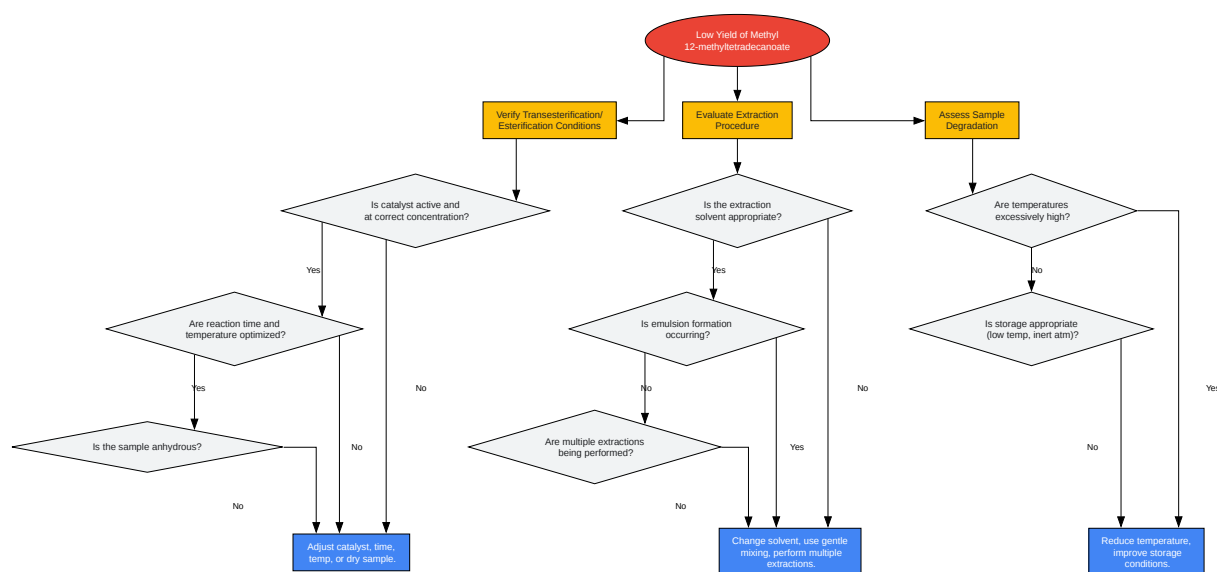 Low Yield of Methyl
12-methyltetradecanoate
Verify Transesterification/
Esterification Conditions
Evaluate Extraction
Procedure
Assess Sample
Degradation
Is catalyst active and
at correct concentration?
Is the extraction
solvent appropriate?
Are temperatures
excessively high?
Yes
Yes
No
Are reaction time and
temperature optimized?
Is emulsion formation
occurring?
Is storage appropriate
(low temp, inert atm)?
Yes
No
No
No
Yes
Is the sample anhydrous?
No
Are multiple extractions
being performed?
Yes
No
No
No
Adjust catalyst, time,
temp, or dry sample.
Change solvent, use gentle
mixing, perform multiple
extractions.
Reduce temperature,
improve storage
conditions.